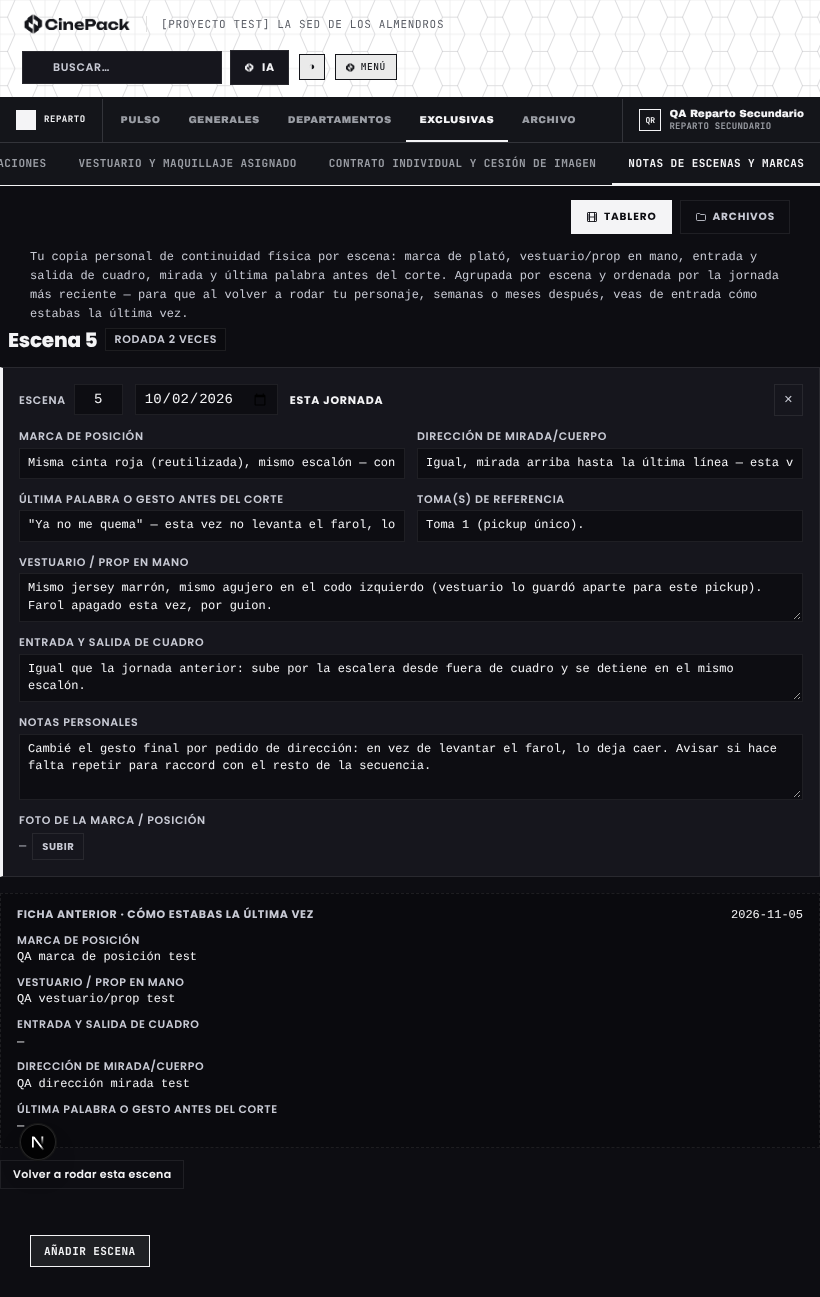 CinePack
[PROYECTO TEST] LA SED DE LOS ALMENDROS
BUSCAR…
IA
MENÚ
REPARTO
PULSO
GENERALES
DEPARTAMENTOS
EXCLUSIVAS
ARCHIVO
QR
QA Reparto Secundario
REPARTO SECUNDARIO
ACIONES
VESTUARIO Y MAQUILLAJE ASIGNADO
CONTRATO INDIVIDUAL Y CESIÓN DE IMAGEN
NOTAS DE ESCENAS Y MARCAS
TABLERO
ARCHIVOS
Tu copia personal de continuidad física por escena: marca de plató, vestuario/prop en mano, entrada y
salida de cuadro, mirada y última palabra antes del corte. Agrupada por escena y ordenada por la jornada
más reciente — para que al volver a rodar tu personaje, semanas o meses después, veas de entrada cómo
estabas la última vez.
Escena 5
RODADA 2 VECES
ESCENA
5
10/02/2026
ESTA JORNADA
×
MARCA DE POSICIÓN
DIRECCIÓN DE MIRADA/CUERPO
Misma cinta roja (reutilizada), mismo escalón — con
Igual, mirada arriba hasta la última línea — esta v
ÚLTIMA PALABRA O GESTO ANTES DEL CORTE
TOMA(S) DE REFERENCIA
"Ya no me quema" — esta vez no levanta el farol, lo
Toma 1 (pickup único).
VESTUARIO / PROP EN MANO
Mismo jersey marrón, mismo agujero en el codo izquierdo (vestuario lo guardó aparte para este pickup).
Farol apagado esta vez, por guion.
ENTRADA Y SALIDA DE CUADRO
Igual que la jornada anterior: sube por la escalera desde fuera de cuadro y se detiene en el mismo
escalón.
NOTAS PERSONALES
Cambié el gesto final por pedido de dirección: en vez de levantar el farol, lo deja caer. Avisar si hace
falta repetir para raccord con el resto de la secuencia.
FOTO DE LA MARCA / POSICIÓN
—
SUBIR
FICHA ANTERIOR · CÓMO ESTABAS LA ÚLTIMA VEZ
2026-11-05
MARCA DE POSICIÓN
QA marca de posición test
VESTUARIO / PROP EN MANO
QA vestuario/prop test
ENTRADA Y SALIDA DE CUADRO
—
DIRECCIÓN DE MIRADA/CUERPO
QA dirección mirada test
ÚLTIMA PALABRA O GESTO ANTES DEL CORTE
—
N
Volver a rodar esta escena
AÑADIR ESCENA